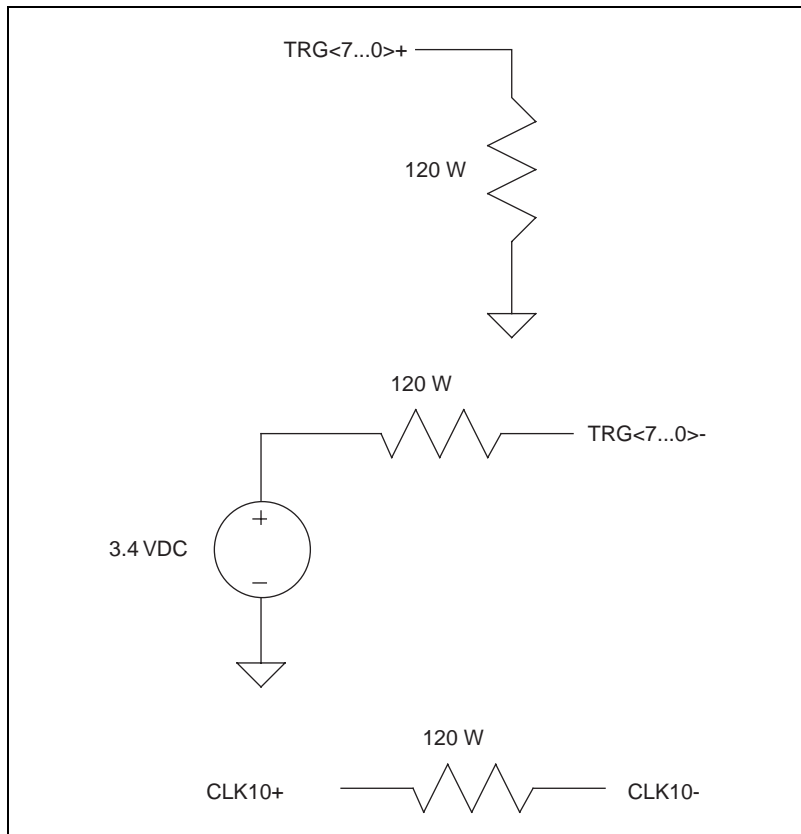 TRG<7...0>+
120 W
120 W
TRG<7...0>-
+
3.4 VDC
–
120 W
CLK10+
CLK10-